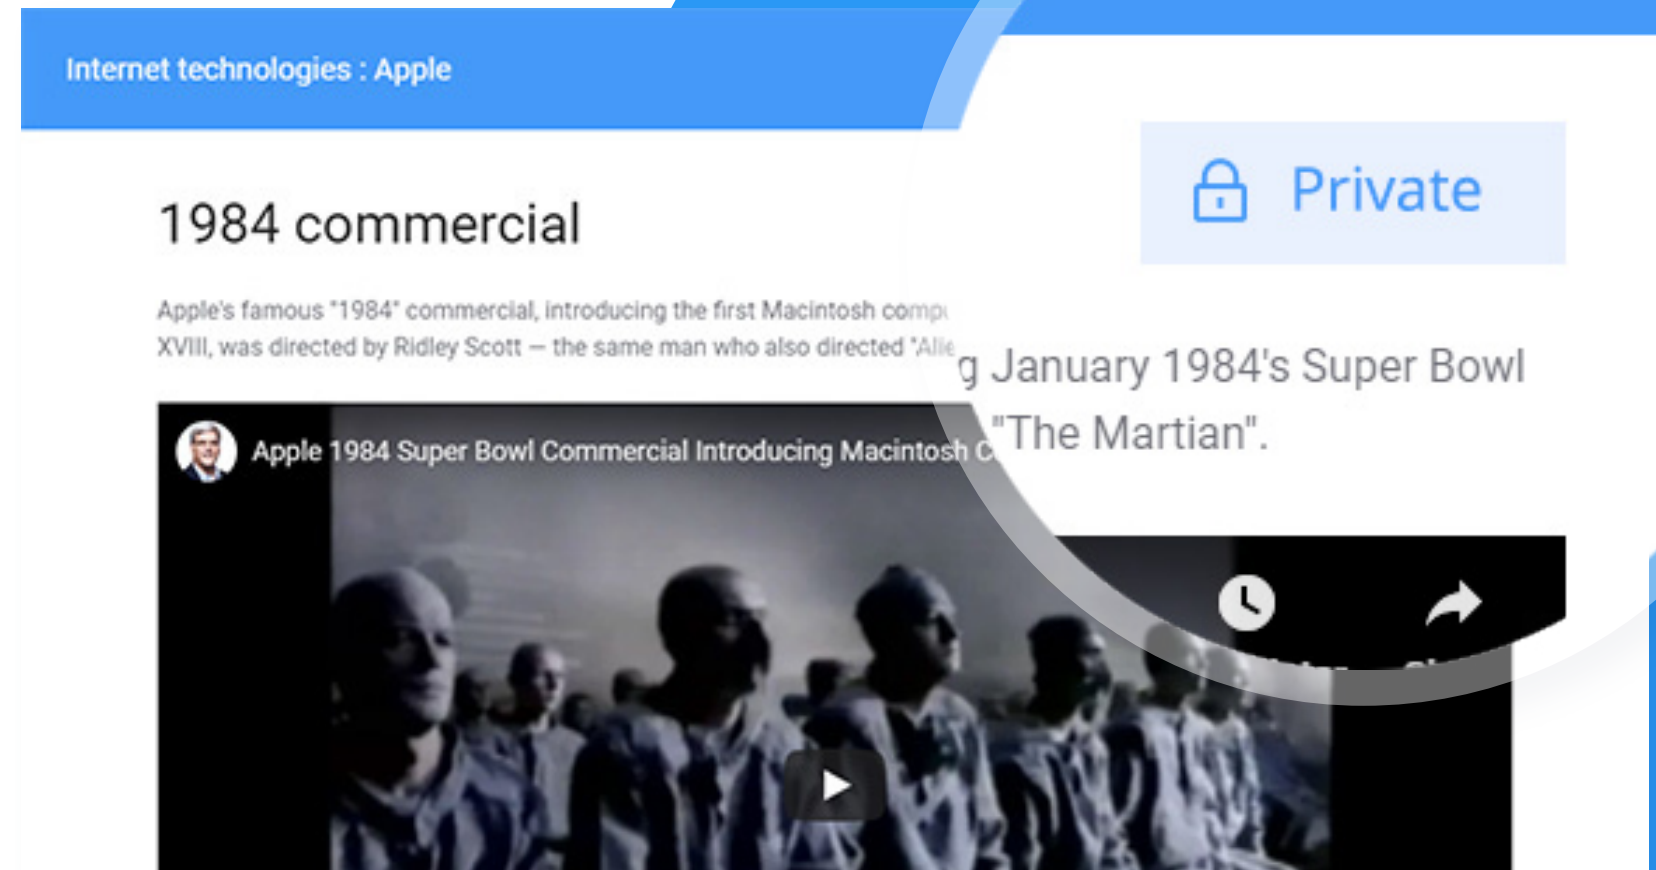 Internet technologies : Apple
Private
1984 commercial
Apple's famous "1984" commercial, introducing the first Macintosh
g January 1984's Super Bowl
XVIII, was directed by Ridley Scott — the same man who also directed
"The Martian".
Apple 1984 Super Bowl Commercial Introducing Macintosh